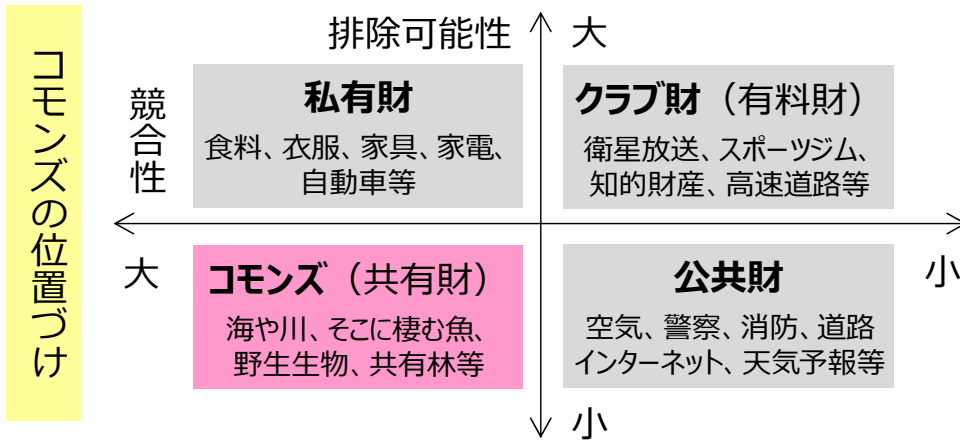 コモンズの位置づけ
排除可能性
大
競合性
私有財
食料、衣服、家具、家電、
自動車等
クラブ財（有料財）
衛星放送、スポーツジム、
知的財産、高速道路等
大
小
コモンズ（共有財）
海や川、そこに棲む魚、
野生生物、共有林等
公共財
空気、警察、消防、道路
インターネット、天気予報等
小